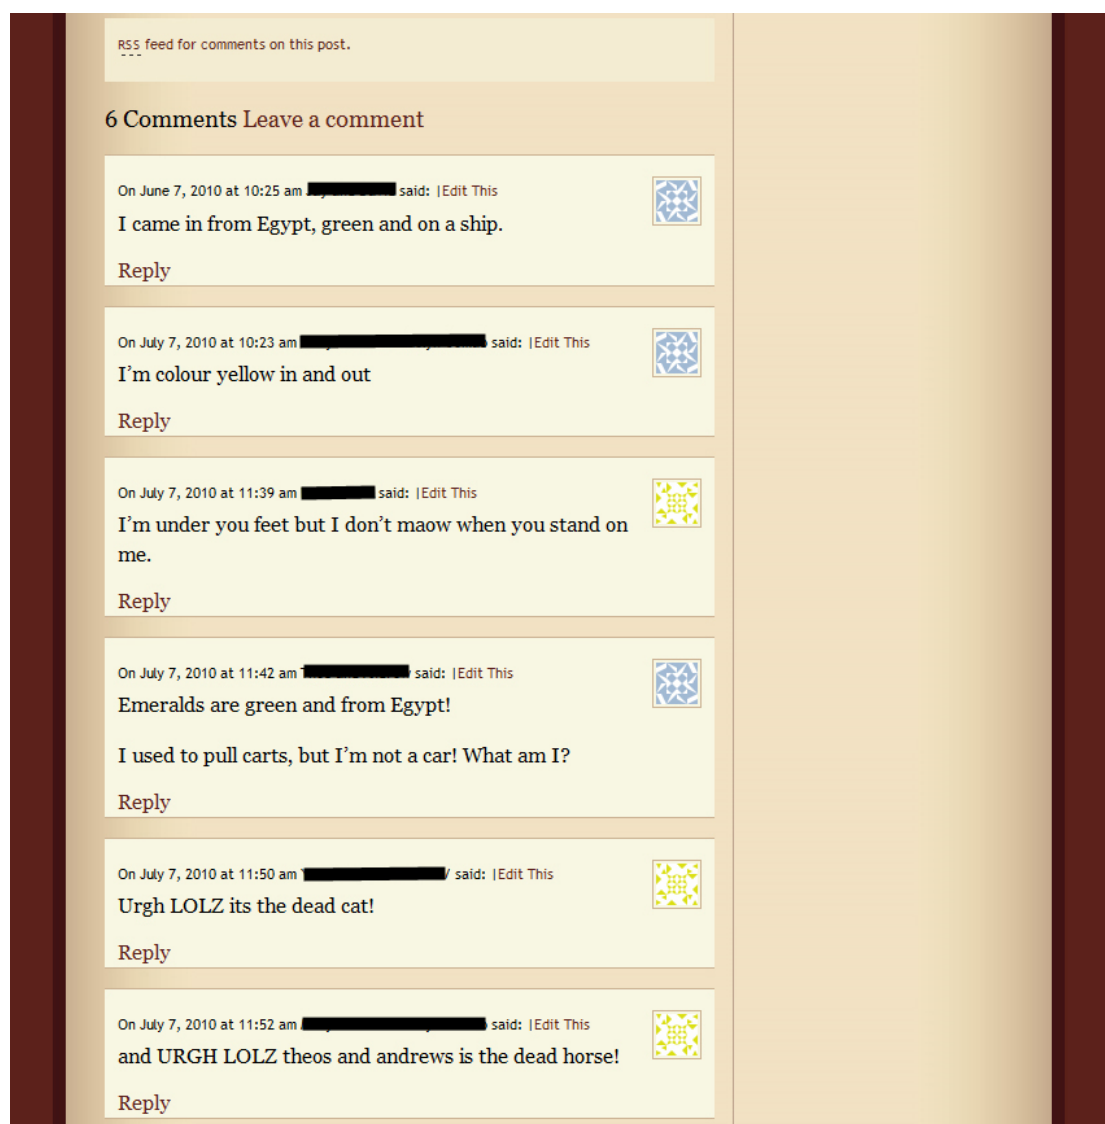 RSS feed for comments on this post.
6 Comments Leave a comment
On June 7, 2010 at 10:25 am said: |Edit This
I came in from Egypt, green and on a ship.
Reply
On July 7, 2010 at 10:23 am said: |Edit This
I'm colour yellow in and out
Reply
On July 7, 2010 at 11:39 am said: |Edit This
I'm under you feet but I don't maow when you stand on
me.
Reply
On July 7, 2010 at 11:42 am said: |Edit This
Emeralds are green and from Egypt!
I used to pull carts, but I'm not a car! What am I?
Reply
On July 7, 2010 at 11:50 am said: |Edit This
Urgh LOLZ its the dead cat!
Reply
On July 7, 2010 at 11:52 am said: |Edit This
and URGH LOLZ theos and andrews is the dead horse!
Reply